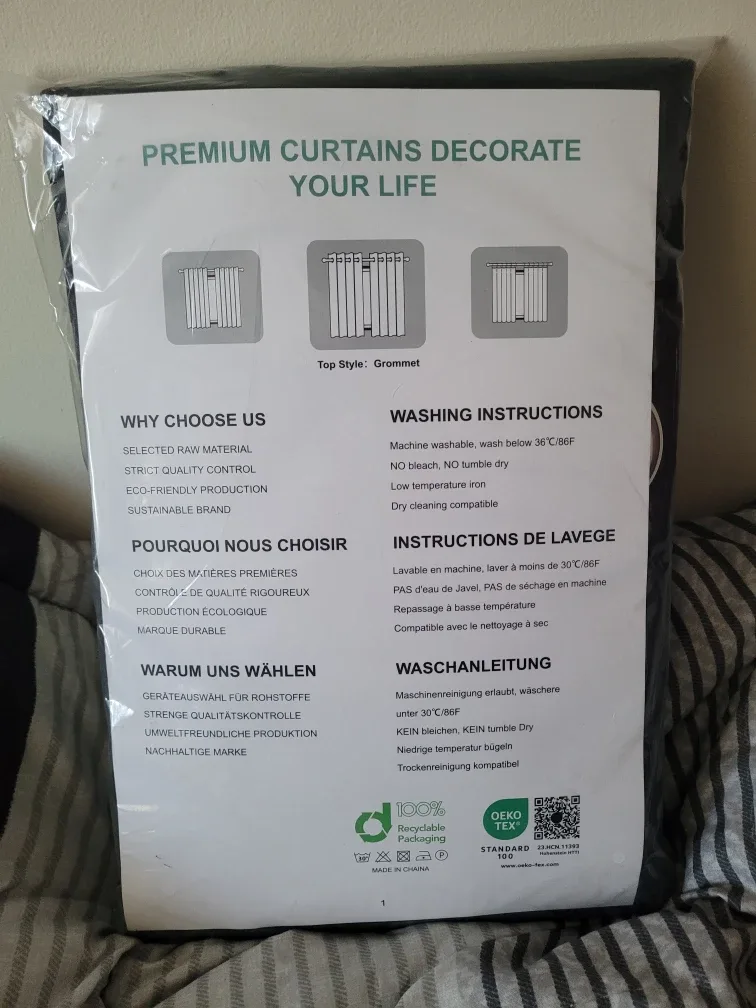 PREMIUM CURTAINS DECORATE
YOUR LIFE
Top Style: Grommet
WHY CHOOSE US
SELECTED RAW MATERIAL
STRICT QUALITY CONTROL
ECO-FRIENDLY PRODUCTION
SUSTAINABLE BRAND
WASHING INSTRUCTIONS
Machine washable, wash below 36℃/86F
NO bleach, NO tumble dry
Low temperature iron
Dry cleaning compatible
POURQUOI NOUS CHOISIR
CHOIX DES MATIÈRES PREMIÈRES
CONTRÔLE DE QUALITÉ RIGOUREUX
PRODUCTION ÉCOLOGIQUE
MARQUE DURABLE
INSTRUCTIONS DE LAVEGE
Lavable en machine, laver à moins de 30℃/86F
PAS d'eau de Javel, PAS de séchage en machine
Repassage à basse température
Compatible avec le nettoyage à sec
WARUM UNS WÄHLEN
GERÄTEAUSWÄHL FÜR ROHSTOFFE
STRENGE QUALITÄTSKONTROLLE
UMWELTFREUNDLICHE PRODUKTION
NACHHALTIGE MARKE
WASCHANLEITUNG
Maschinenreinigung erlaubt, wäschere
unter 30℃/86F
KEIN bleichen, KEIN tumble Dry
Niedrige temperatur bügeln
Trockenreinigung kompatibel
100%
Recyclable
Packaging
30°
P
MADE IN CHAINA
OEKO
TEX®
STANDARD
100
23.HCN.11393
Hohenstein HTTI
www.oeko-tex.com
1